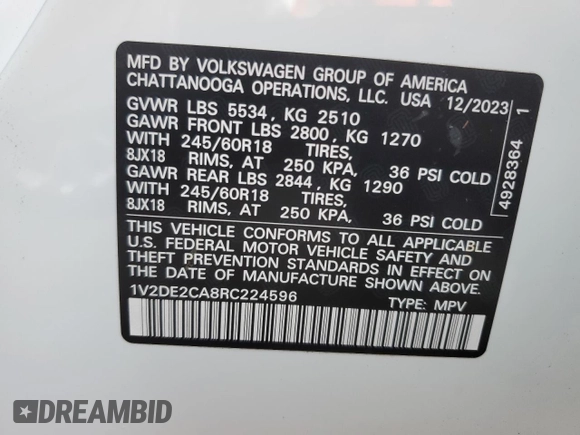 MFD BY VOLKSWAGEN GROUP OF AMERICA
CHATTANOOGA OPERATIONS, LLC. USA 12/2023
GVWR LBS 5534, KG 2510
GAWR FRONT LBS 2800, KG 1270
WITH 245/60R18 TIRES,
8JX18 RIMS, AT 250 KPA, 36 PSI COLD
GAWR REAR LBS 2844, KG 1290
WITH 245/60R18 TIRES,
8JX18 RIMS, AT 250 KPA, 36 PSI COLD
THIS VEHICLE CONFORMS TO ALL APPLICABLE
U.S. FEDERAL MOTOR VEHICLE SAFETY AND
THEFT PREVENTION STANDARDS IN EFFECT ON
THE DATE OF MANUFACTURE SHOWN ABOVE.
1V2DE2CA8RC224596 TYPE: MPV
4928364 1
DREAMBID